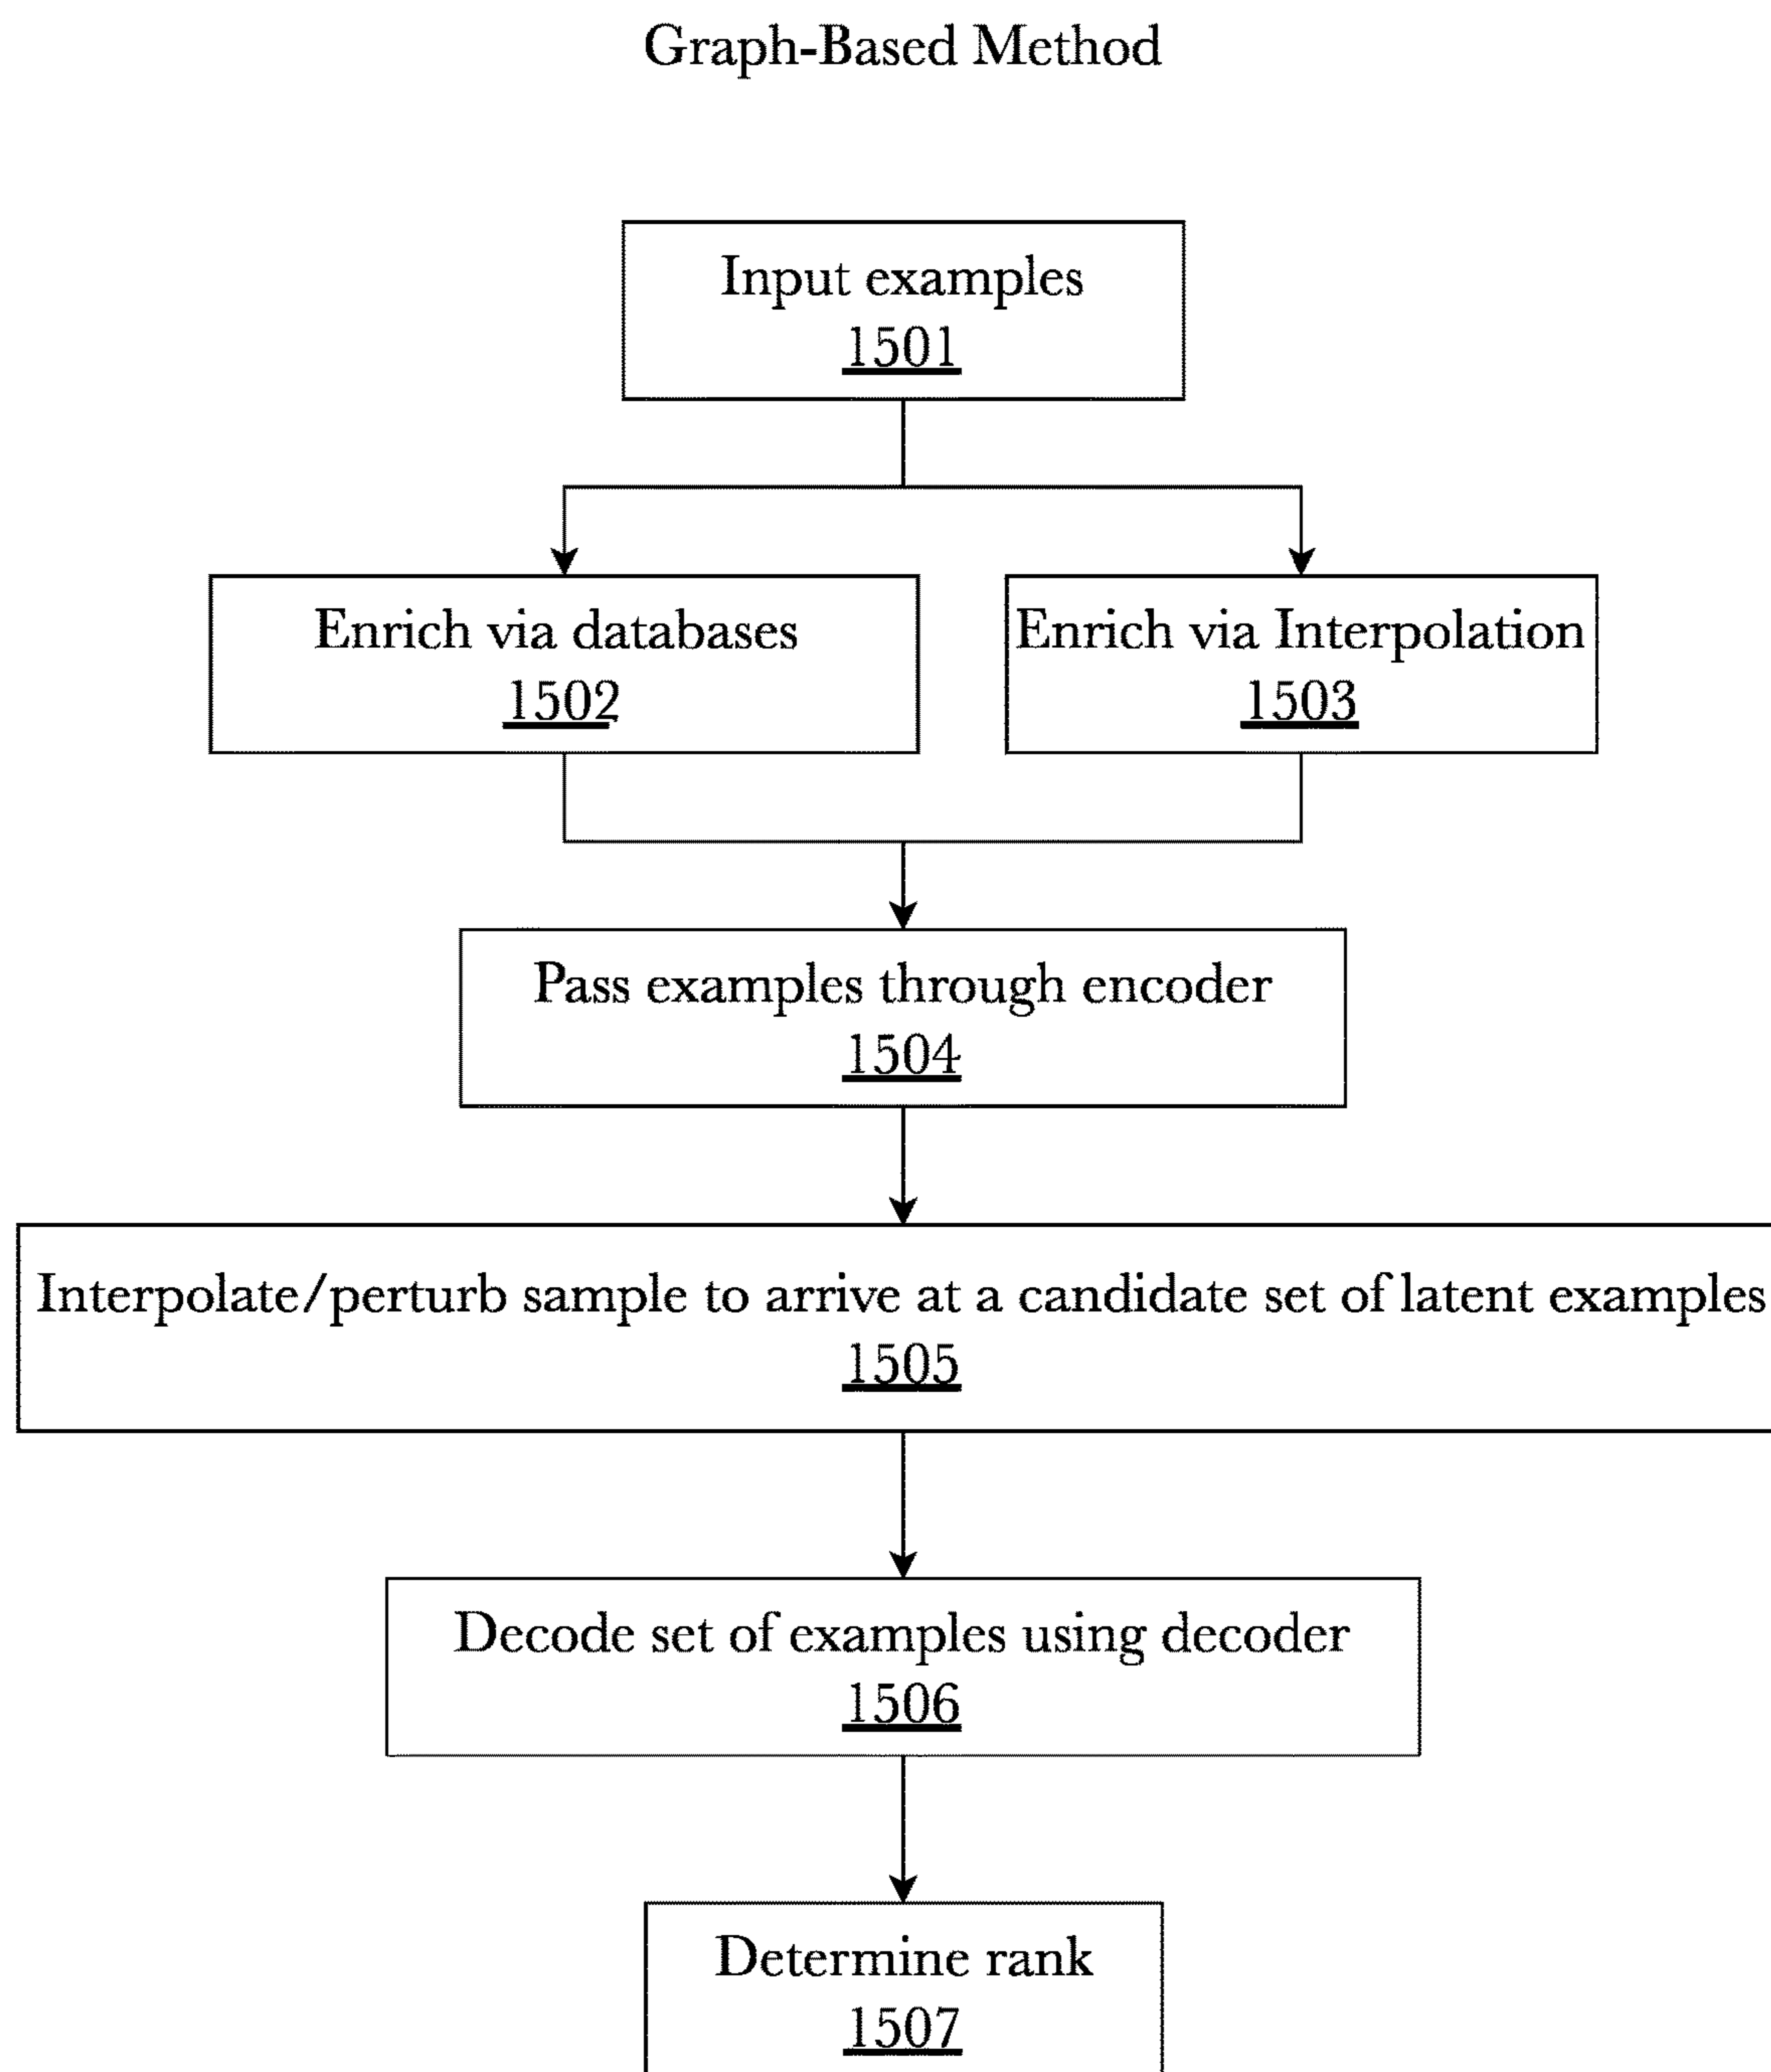 Graph-Based Method
Input examples
1501
Enrich via databases
1502
Enrich via Interpolation
1503
Pass examples through encoder
1504
Interpolate/perturb sample to arrive at a candidate set of latent examples
1505
Decode set of examples using decoder
1506
Determine rank
1507